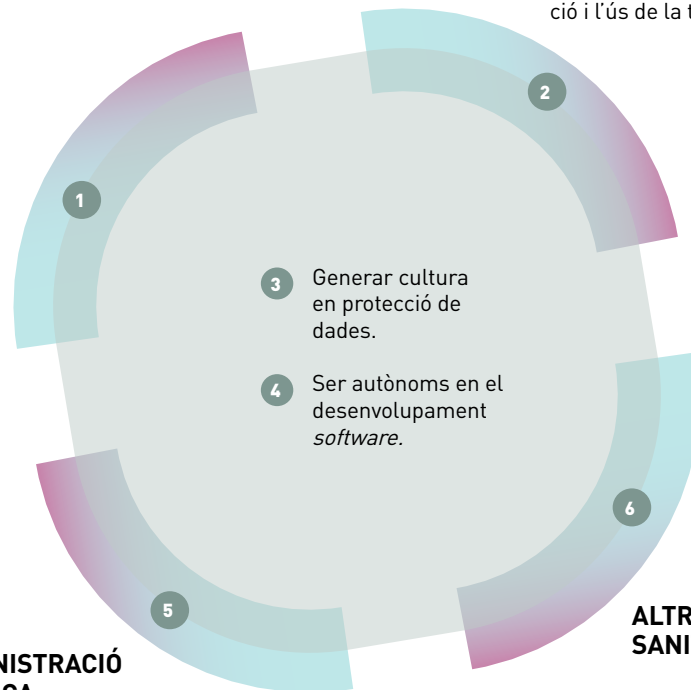 ció i l'ús de la t
2
1
3 Generar cultura
en protecció de
dades.
4 Ser autònoms en el
desenvolupament
software.
6
5
ALTR
SANI
NISTRACIÓ